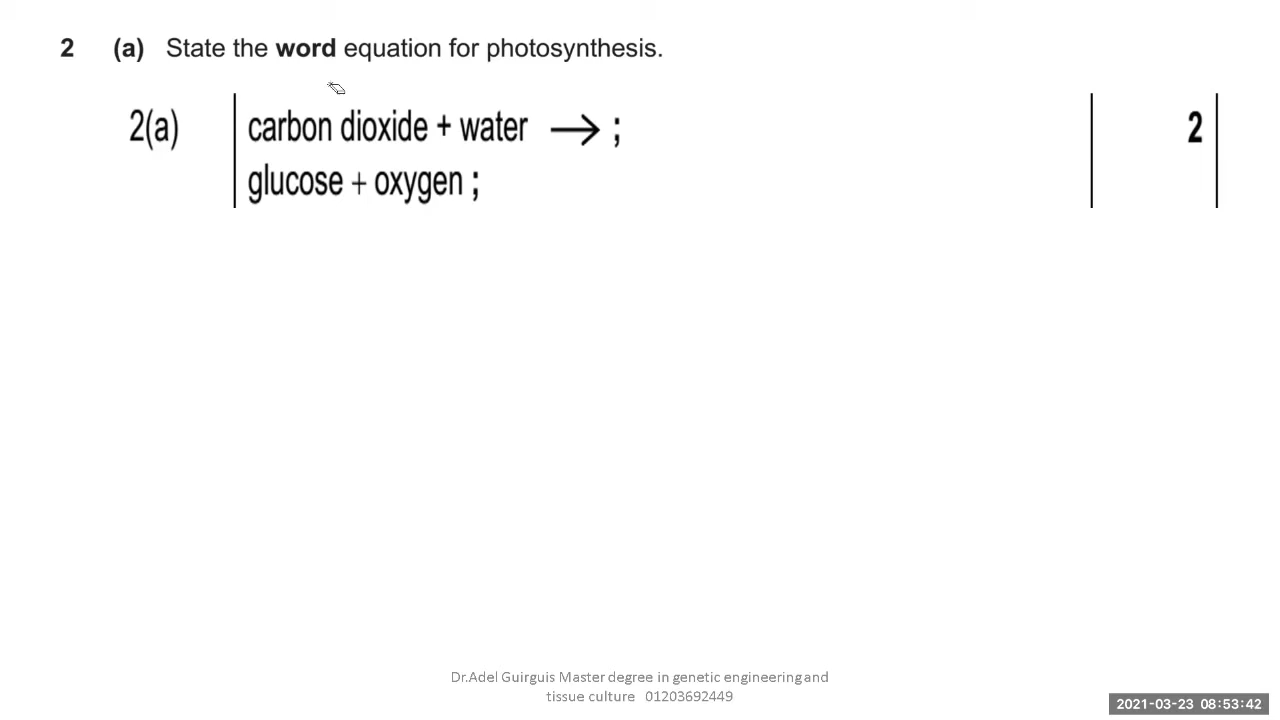 2 (a) State the word equation for photosynthesis.
2(a) carbon dioxide + water → ; 2
glucose + oxygen ;
Dr.Adel Guirguis Master degree in genetic engineering and
tissue culture 01203692449
2021-03-23 08:53:42